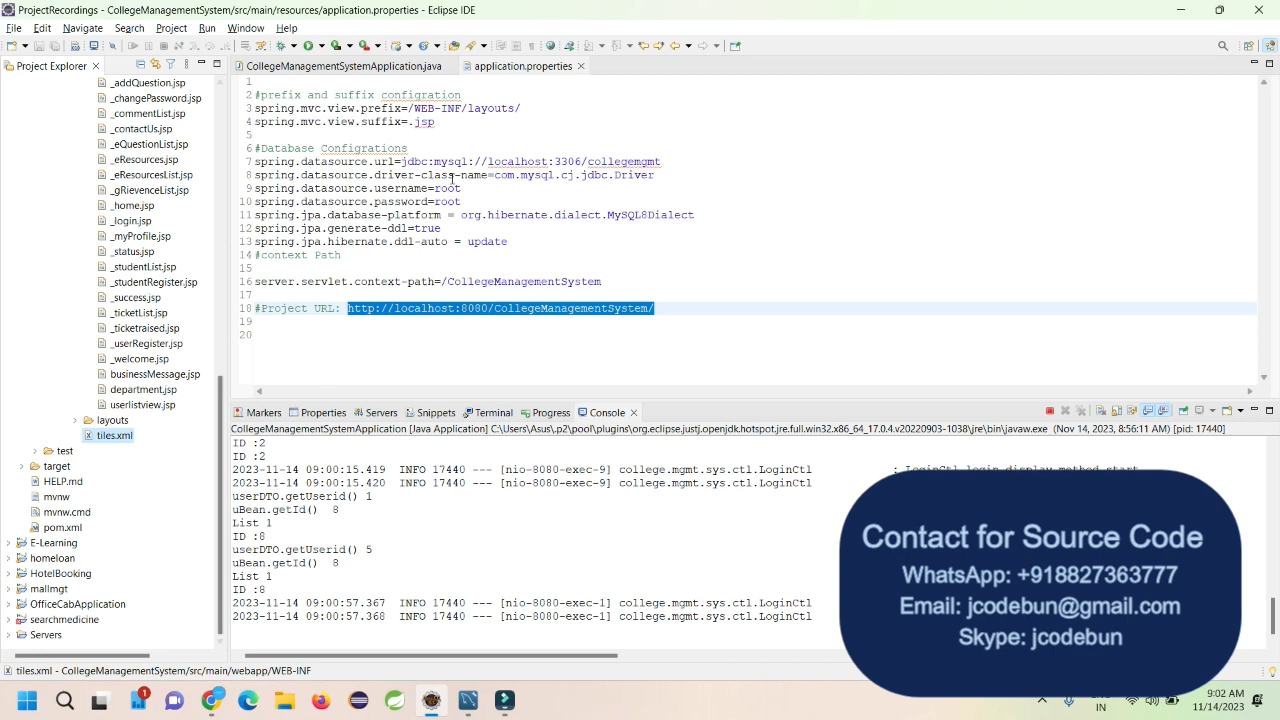 ProjectRecordings - CollegeManagementSystem/src/main/resources/application.properties - Eclipse IDE
File Edit Navigate Search Project Run Window Help
Project Explorer
_addQuestion.jsp
_changePassword.jsp
_commentList.jsp
_contactUs.jsp
_eQuestionList.jsp
_eResources.jsp
_eResourcesList.jsp
_gRievenceList.jsp
_home.jsp
_login.jsp
_myProfile.jsp
_status.jsp
_studentList.jsp
_studentRegister.jsp
_success.jsp
_ticketList.jsp
_ticketraised.jsp
_userRegister.jsp
_welcome.jsp
businessMessage.jsp
department.jsp
userlistview.jsp
layouts
tiles.xml
test
target
HELP.md
mvnw
mvnw.cmd
pom.xml
E-Learning
homeloan
HotelBooking
mallmgt
OfficeCabApplication
searchmedicine
Servers
CollegeManagementSystemApplication.java application.properties
1
2 #prefix and suffix configration
3 spring.mvc.view.prefix=/WEB-INF/layouts/
4 spring.mvc.view.suffix=.jsp
5
6 #Database Configrations
7 spring.datasource.url=jdbc:mysql://localhost:3306/collegemgmt
8 spring.datasource.driver-class-name=com.mysql.cj.jdbc.Driver
9 spring.datasource.username=root
10 spring.datasource.password=root
11 spring.jpa.database-platform = org.hibernate.dialect.MySQL8Dialect
12 spring.jpa.generate-ddl=true
13 spring.jpa.hibernate.ddl-auto = update
14 #context Path
15
16 server.servlet.context-path=/CollegeManagementSystem
17
18 #Project URL: http://localhost:8080/CollegeManagementSystem/
19
20
Markers Properties Servers Snippets Terminal Progress Console
CollegeManagementSystemApplication [Java Application] C:\Users\Asus\.p2\pool\plugins\org.eclipse.justj.openjdk.hotspot.jre.full.win32.x86_64_17.0.4.v20220903-1038\jre\bin\javaw.exe (Nov 14, 2023, 8:56:11 AM) [pid: 17440]
ID :2
ID :2
2023-11-14 09:00:15.419 INFO 17440 --- [nio-8080-exec-9] college.mgmt.sys.ctl.LoginCtl : LoginCtl login display method start
2023-11-14 09:00:15.420 INFO 17440 --- [nio-8080-exec-9] college.mgmt.sys.ctl.LoginCtl
userDTO.getUserid() 1
uBean.getId() 8
List 1
ID :8
userDTO.getUserid() 5
uBean.getId() 8
List 1
ID :8
2023-11-14 09:00:57.367 INFO 17440 --- [nio-8080-exec-1] college.mgmt.sys.ctl.LoginCtl
2023-11-14 09:00:57.368 INFO 17440 --- [nio-8080-exec-1] college.mgmt.sys.ctl.LoginCtl
Contact for Source Code
WhatsApp: +918827363777
Email: jcodebun@gmail.com
Skype: jcodebun
tiles.xml - CollegeManagementSystem/src/main/webapp/WEB-INF
1
IN
9:02 AM
11/14/2023